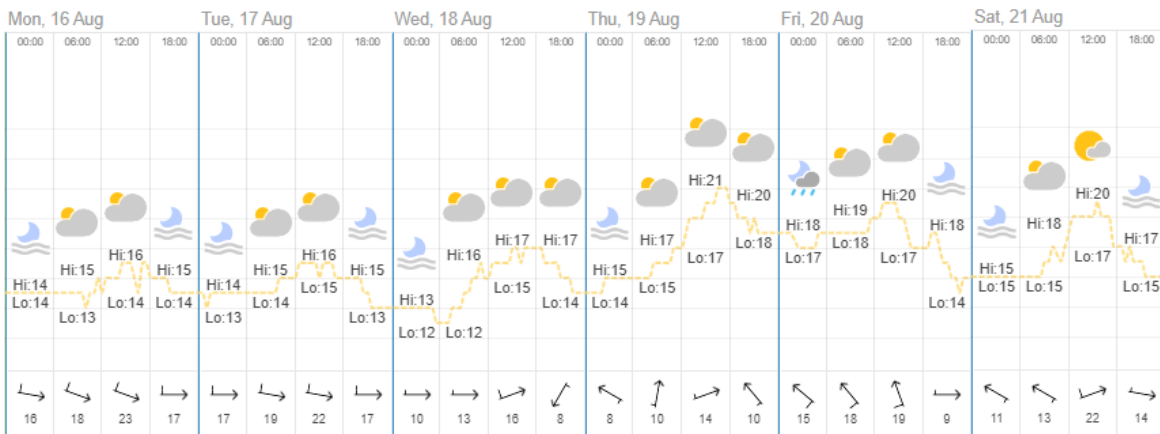 Mon, 16 Aug
00:00 06:00 12:00 18:00
Hi:14 Hi:15 Hi:16 Hi:15
Lo:14 Lo:13 Lo:14 Lo:14
16 18 23 17
Tue, 17 Aug
00:00 06:00 12:00 18:00
Hi:14 Hi:15 Hi:16 Hi:15
Lo:13 Lo:14 Lo:15 Lo:13
17 19 22 17
Wed, 18 Aug
00:00 06:00 12:00 18:00
Hi:13 Hi:16 Hi:17 Hi:17
Lo:12 Lo:12 Lo:15 Lo:14
10 13 16 8
Thu, 19 Aug
00:00 06:00 12:00 18:00
Hi:15 Hi:17 Hi:21 Hi:20
Lo:14 Lo:15 Lo:17 Lo:18
8 10 14 10
Fri, 20 Aug
00:00 06:00 12:00 18:00
Hi:18 Hi:19 Hi:20 Hi:18
Lo:17 Lo:18 Lo:17 Lo:14
15 18 19 9
Sat, 21 Aug
00:00 06:00 12:00 18:00
Hi:15 Hi:18 Hi:20 Hi:17
Lo:15 Lo:15 Lo:17 Lo:15
11 13 22 14